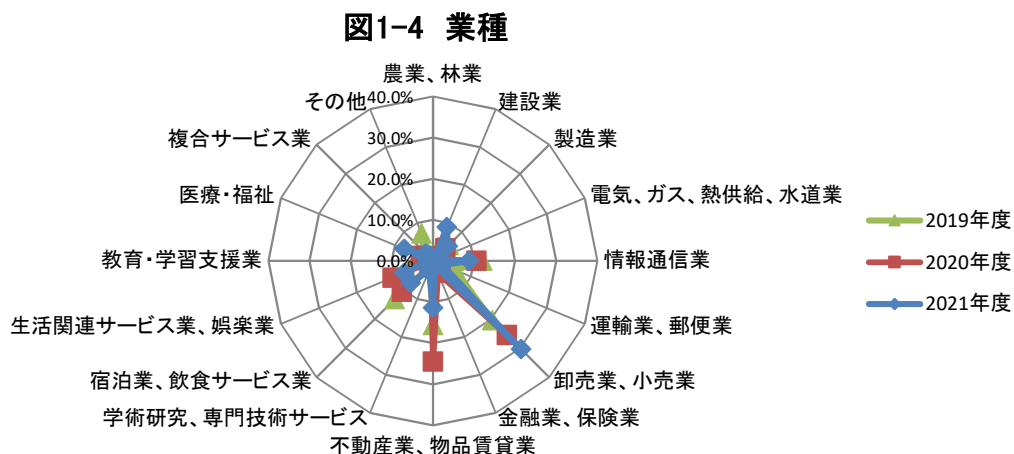 図1-4 業種
農業、林業
40.0%
その他
建設業
30.0%
複合サービス業
製造業
20.0%
医療・福祉
電気、ガス、熱供給、水道業
10.0%
2019年度
0.0%
教育・学習支援業
情報通信業
2020年度
2021年度
生活関連サービス業、娯楽業
運輸業、郵便業
宿泊業、飲食サービス業
卸売業、小売業
学術研究、専門技術サービス
金融業、保険業
不動産業、物品賃貸業